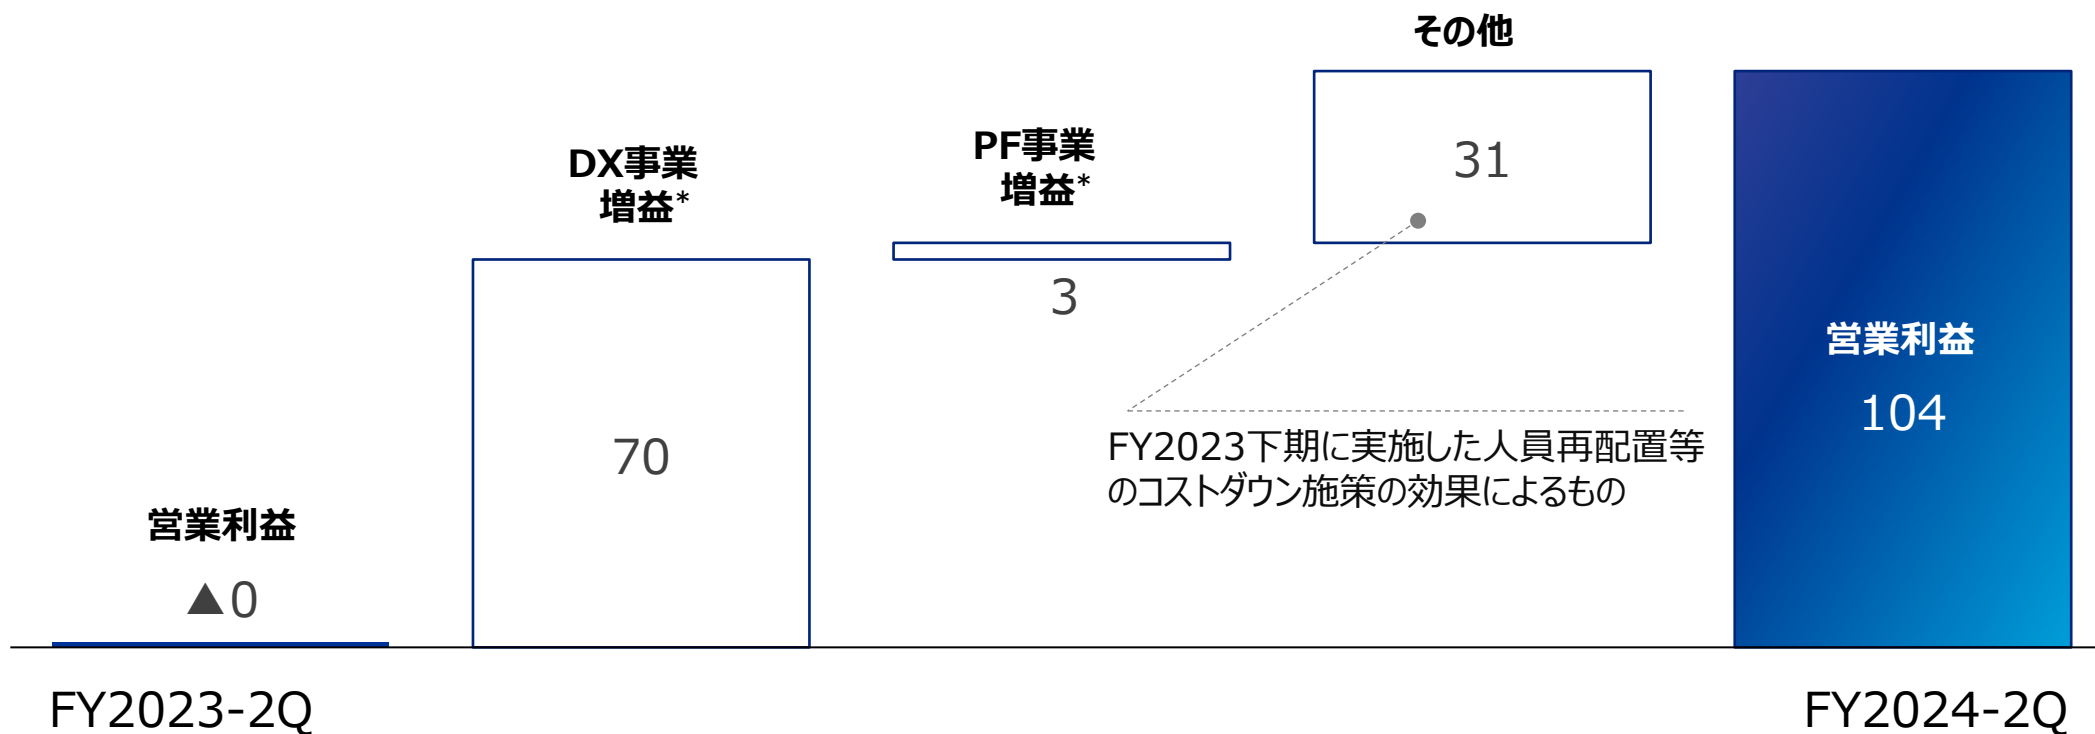 営業利益
▲0
FY2023-2Q
DX事業
増益*
70
PF事業
増益*
3
その他
31
FY2023下期に実施した人員再配置等
のコストダウン施策の効果によるもの
営業利益
104
FY2024-2Q